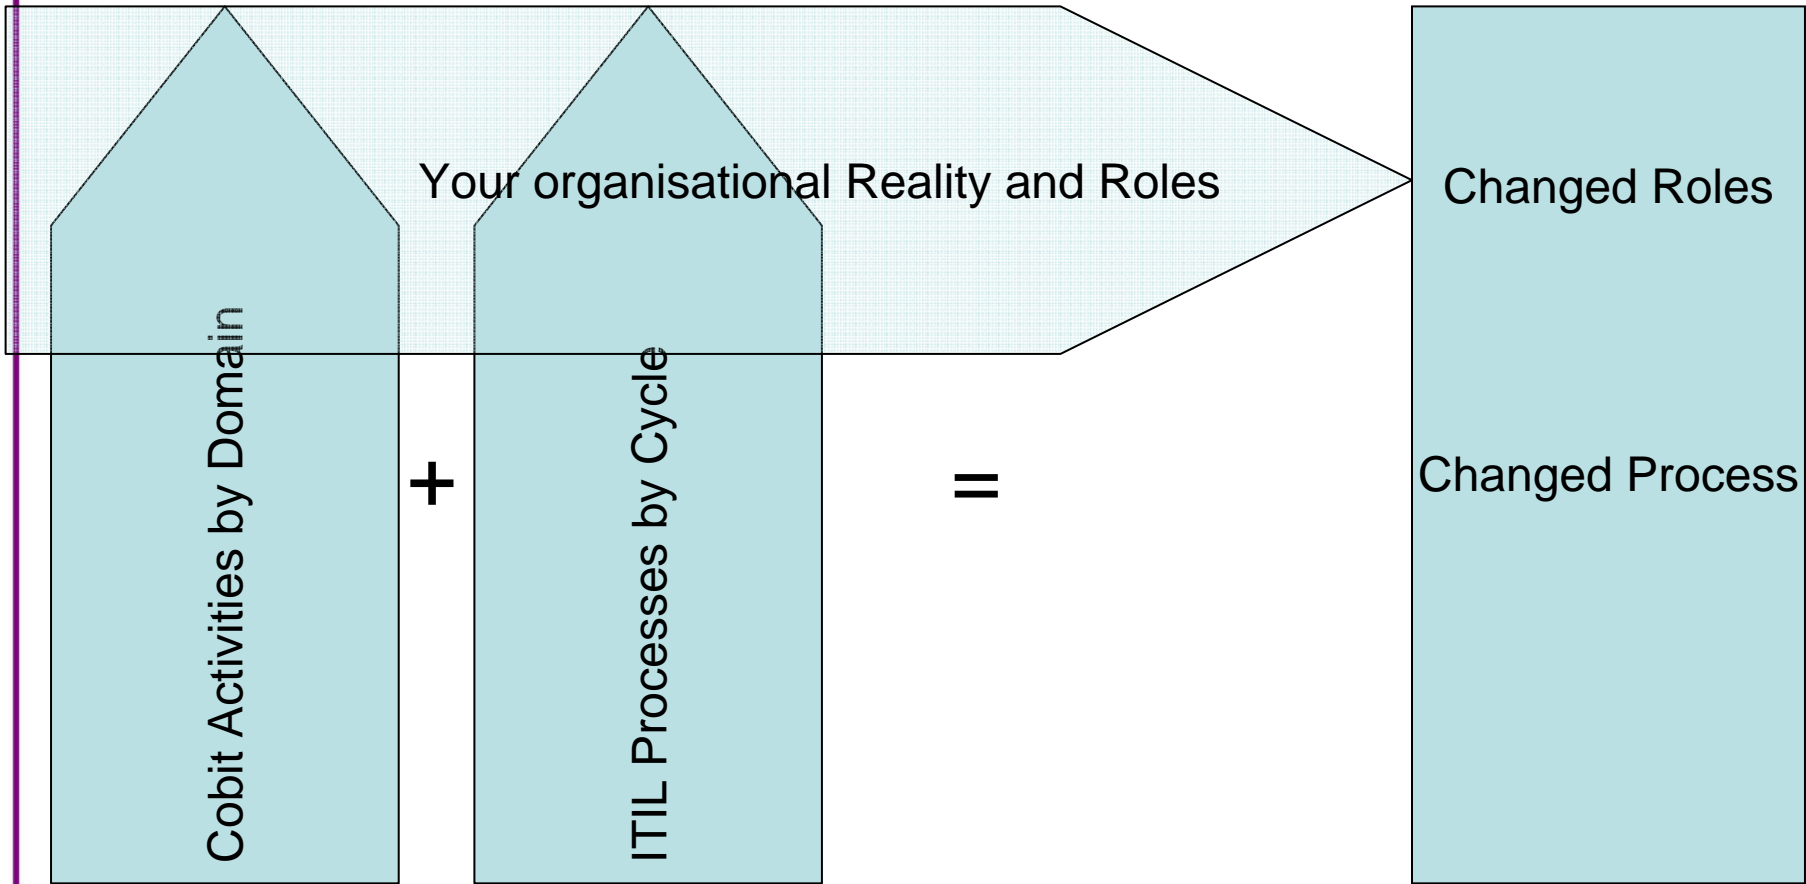 Your organisational Reality and Roles
Changed Roles
Cobit Activities by Domain
+
ITIL Processes by Cycle
=
Changed Process